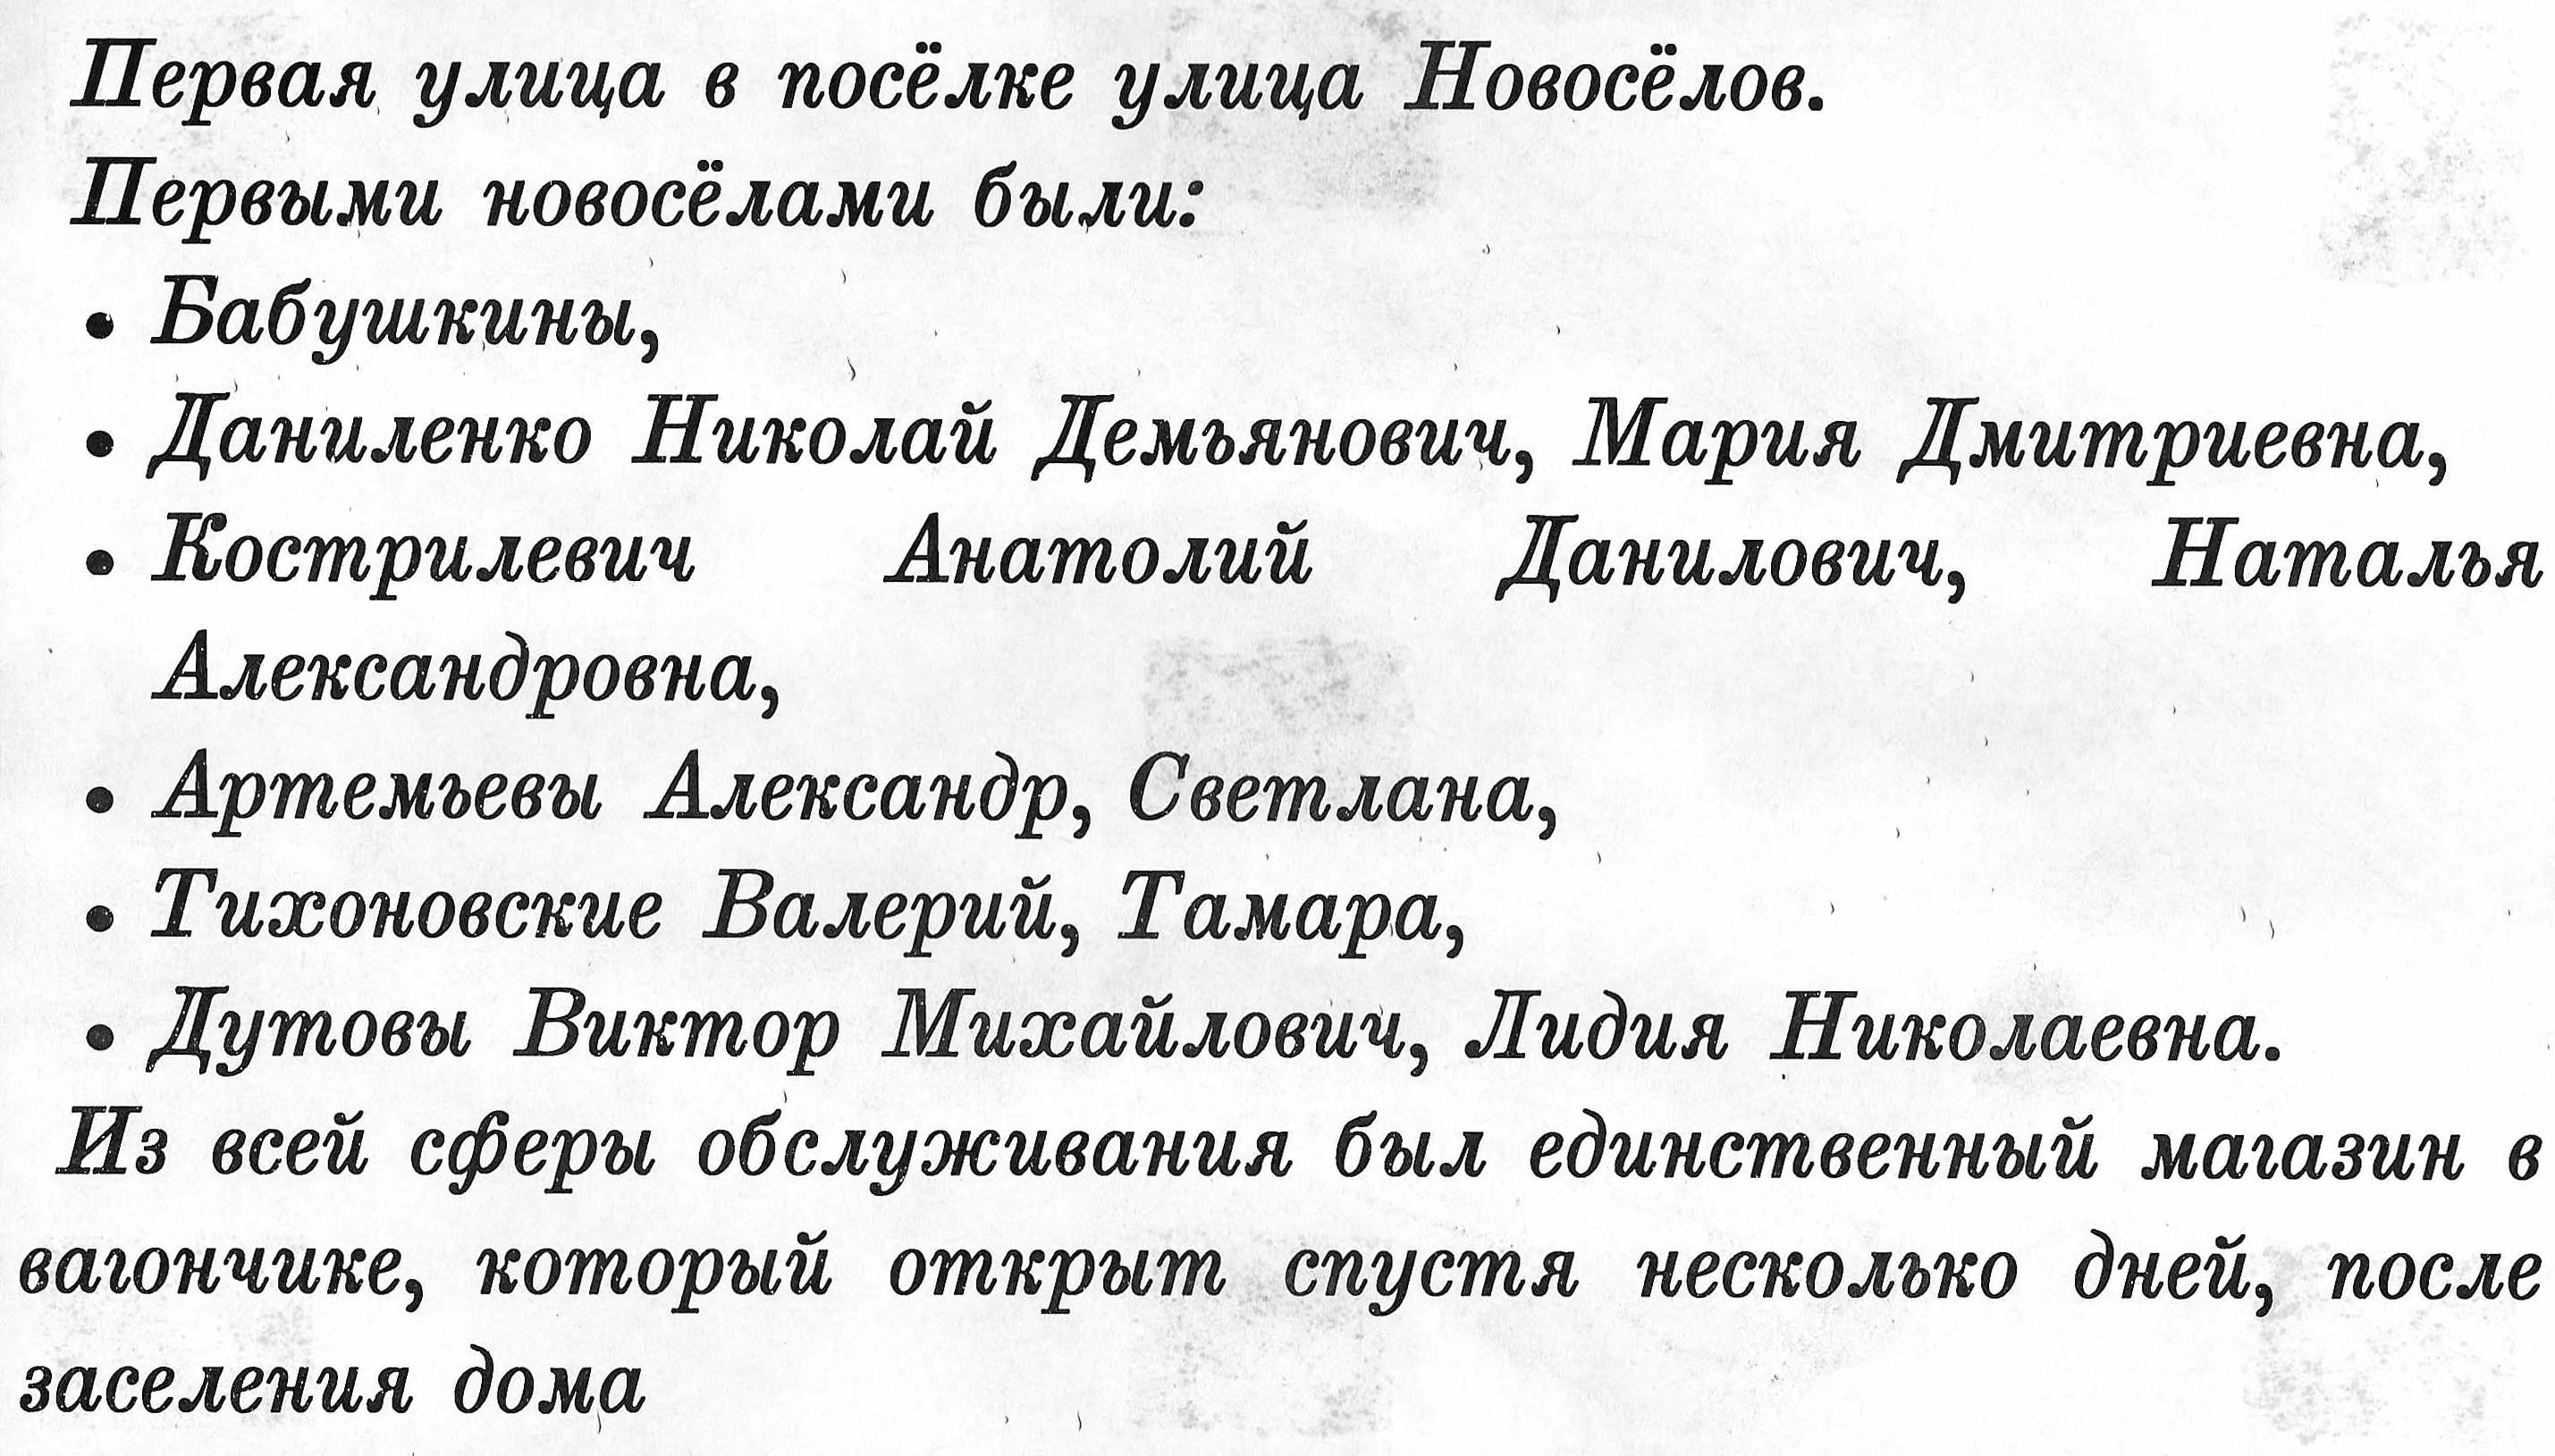 Первая улица в посёлке улица Новосёлов.
Первыми новосёлами были:
• Бабушкины,
• Даниленко Николай Демьянович, Мария Дмитриевна,
• Кострилевич Анатолий Данилович, Наталья
Александровна,
• Артемьевы Александр, Светлана,
• Тихоновские Валерий, Тамара,
• Дутовы Виктор Михайлович, Лидия Николаевна.
Из всей сферы обслуживания был единственный магазин в
вагончике, который открыт спустя несколько дней, после
заселения дома